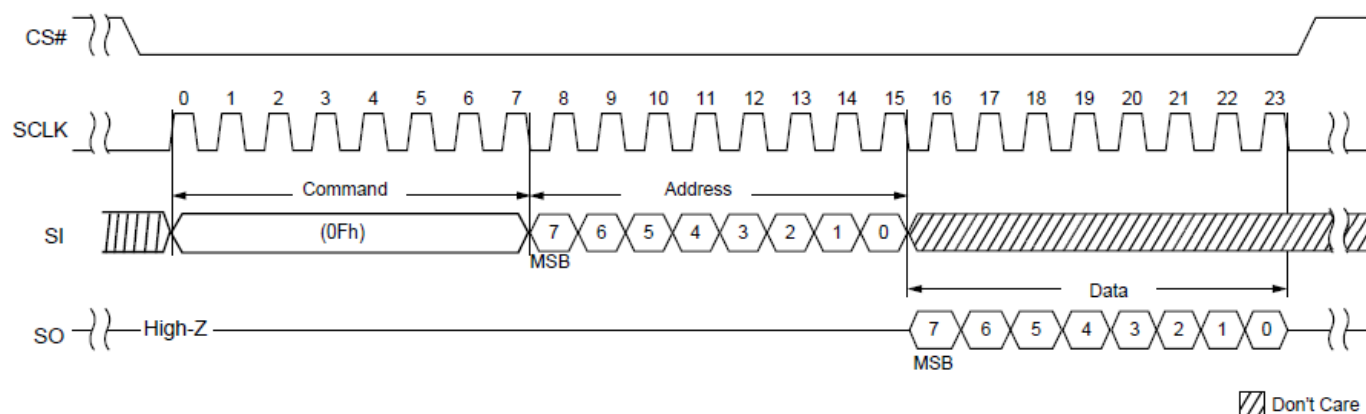 CS#
0 1 2 3 4 5 6 7 8 9 10 11 12 13 14 15 16 17 18 19 20 21 22 23
SCLK
Command Address
SI (0Fh) 7 6 5 4 3 2 1 0
MSB
Data
SO High-Z 7 6 5 4 3 2 1 0
MSB
Don't Care